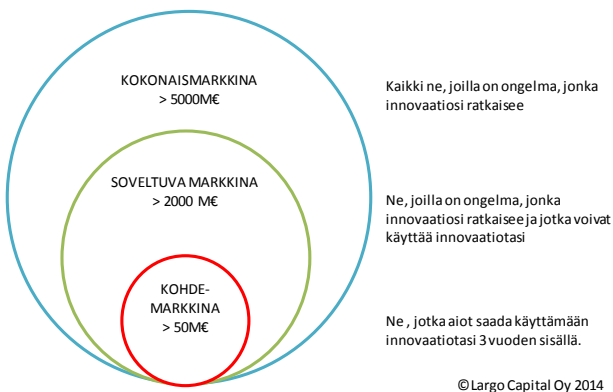 KOKONAISMARKKINA
> 5000M€
Kaikki ne, joilla on ongelma, jonka
innovaatiosi ratkaisee
SOVELTUVA MARKKINA
> 2000 M€
Ne, joilla on ongelma, jonka
innovaatiosi ratkaisee ja jotka voivat
käyttää innovaatiotasi
KOHDE-
MARKKINA
> 50M€
Ne , jotka aiot saada käyttämään
innovaatiotasi 3 vuoden sisällä.
©Largo Capital Oy 2014